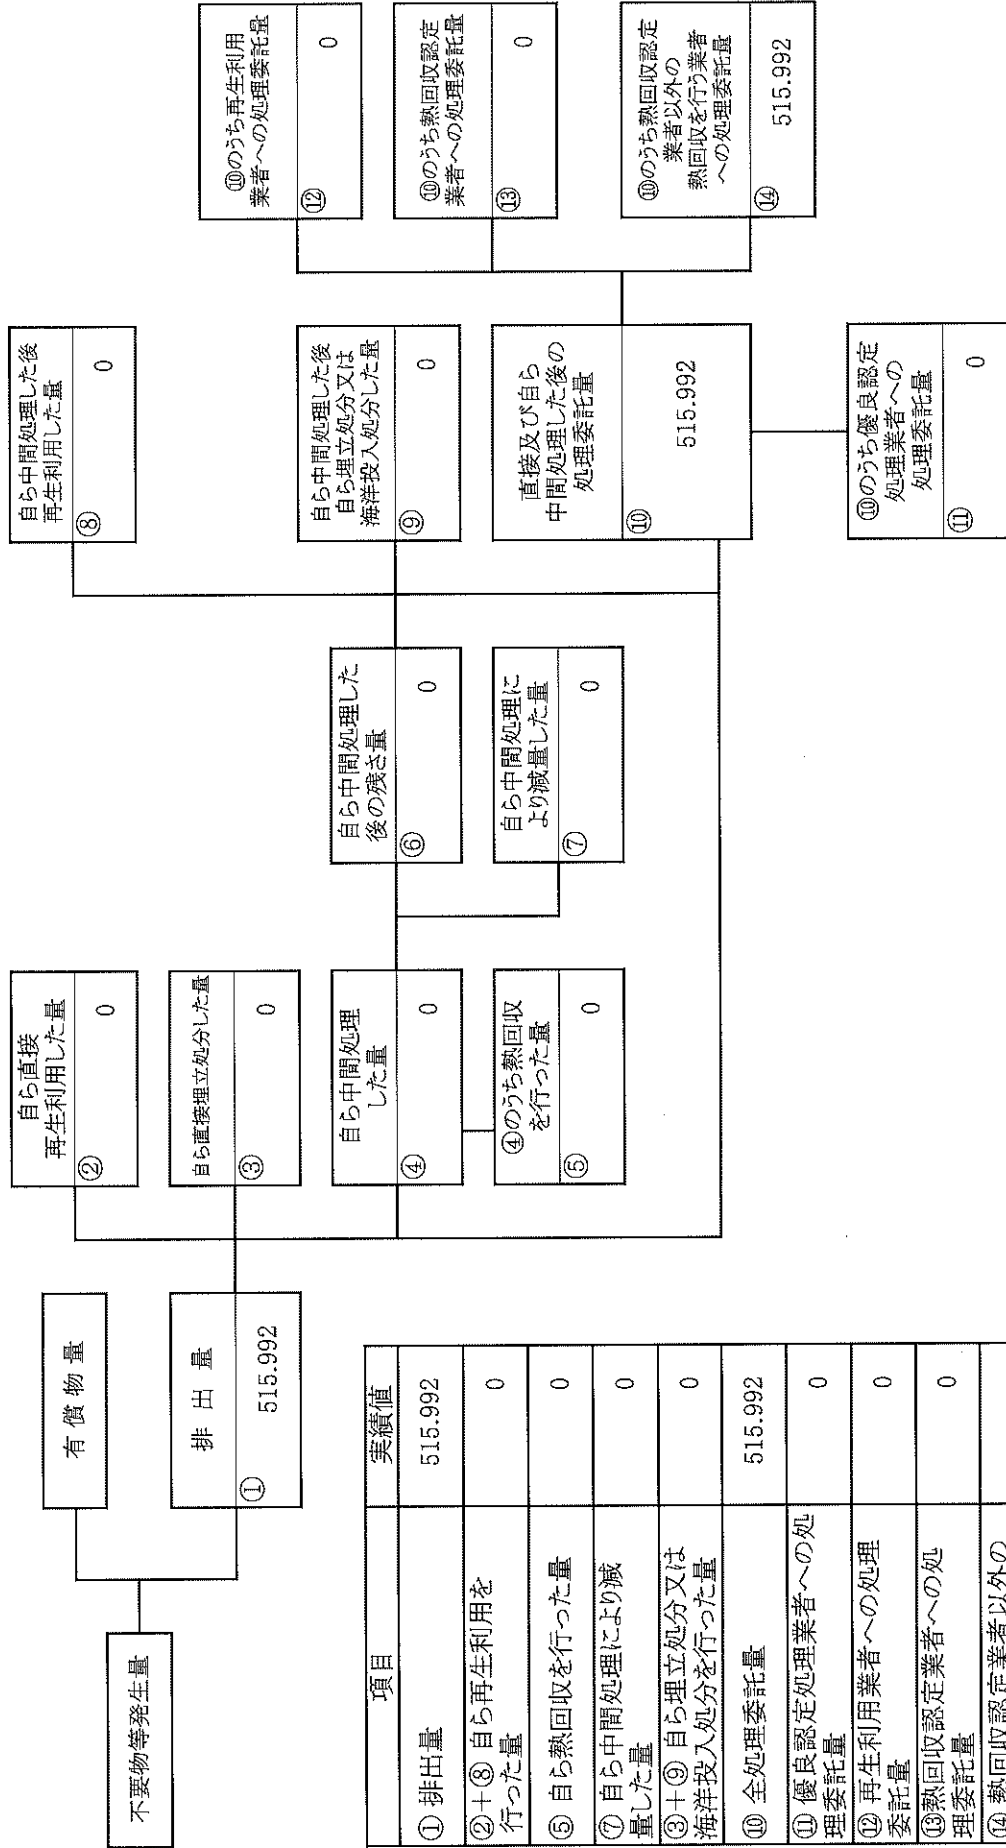 不要物等発生量
有 償 物 量
排 出 量
① 515.992
自ら直接
再生利用した量
② 0
自ら直接埋立処分した量
③ 0
自ら中間処理
した量
④ 0
④のうち熱回収
を行った量
⑤ 0
自ら中間処理した
後の残さ量
⑥ 0
自ら中間処理に
より減量した量
⑦ 0
自ら中間処理した後
再生利用した量
⑧ 0
自ら中間処理した後
自ら埋立処分又は
海洋投入処分した量
⑨ 0
直接及び自ら
中間処理した後の
処理委託量
⑩ 515.992
⑩のうち優良認定
処理業者への
処理委託量
⑪ 0
⑩のうち再生利用
業者への処理委託量
⑫ 0
⑩のうち熱回収認定
業者への処理委託量
⑬ 0
⑩のうち熱回収認定
業者以外の
熱回収を行う業者
への処理委託量
⑭ 515.992
項目 実績値
① 排出量 515.992
②+⑧ 自ら再生利用を
行った量 0
⑤ 自ら熱回収を行った量 0
⑦ 自ら中間処理により減
量した量 0
③+⑨ 自ら埋立処分又は
海洋投入処分を行った量 0
⑩ 全処理委託量 515.992
⑪ 優良認定処理業者への処
理委託量 0
⑫ 再生利用業者への処理
委託量 0
⑬熱回収認定業者への処
理委託量 0
⑭ 熱回収認定業者以外の